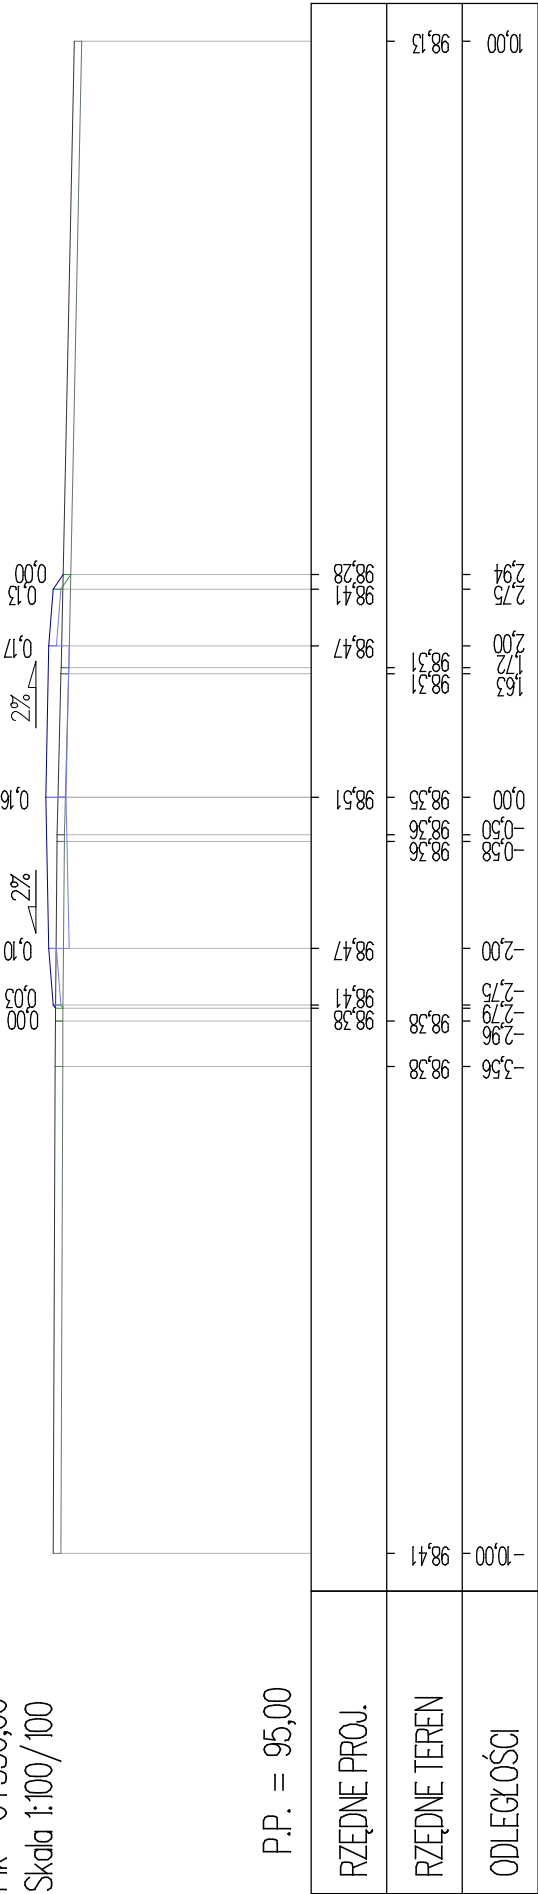 Skala 1:100/100
0,00 0,03 0,10 2% 0,16 2% 0,17 0,13 0,00
P.P. = 95,00
RZĘDNE PROJ. 98,38 98,41 98,47 98,51 98,47 98,41 98,28
RZĘDNE TEREN 98,41 98,38 98,38 98,36 98,36 98,35 98,31 98,31 98,13
ODLEGŁOŚCI -10,00 -3,56 -2,96 -2,79 -2,75 -2,00 -0,58 -0,50 0,00 1,63 1,72 2,00 2,75 2,94 10,00